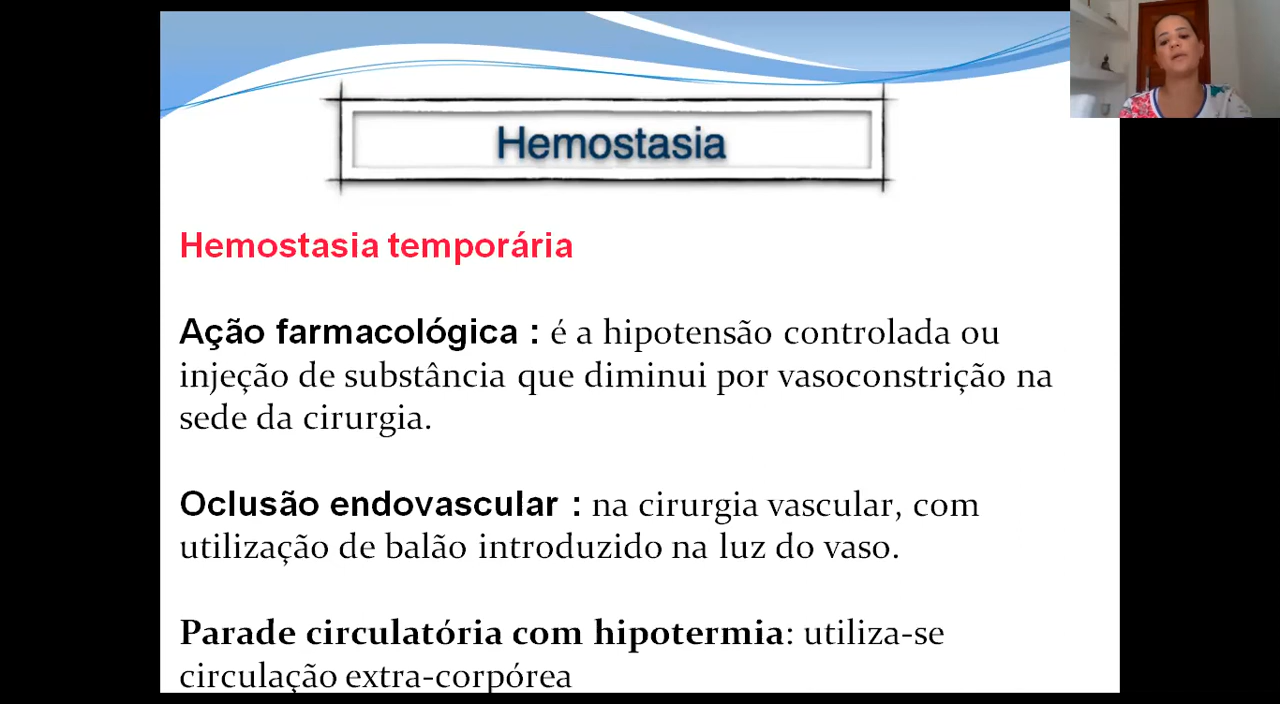 Hemostasia
Hemostasia temporária
Ação farmacológica : é a hipotensão controlada ou
injeção de substância que diminui por vasoconstrição na
sede da cirurgia.
Oclusão endovascular : na cirurgia vascular, com
utilização de balão introduzido na luz do vaso.
Parade circulatória com hipotermia: utiliza-se
circulação extra-corpórea